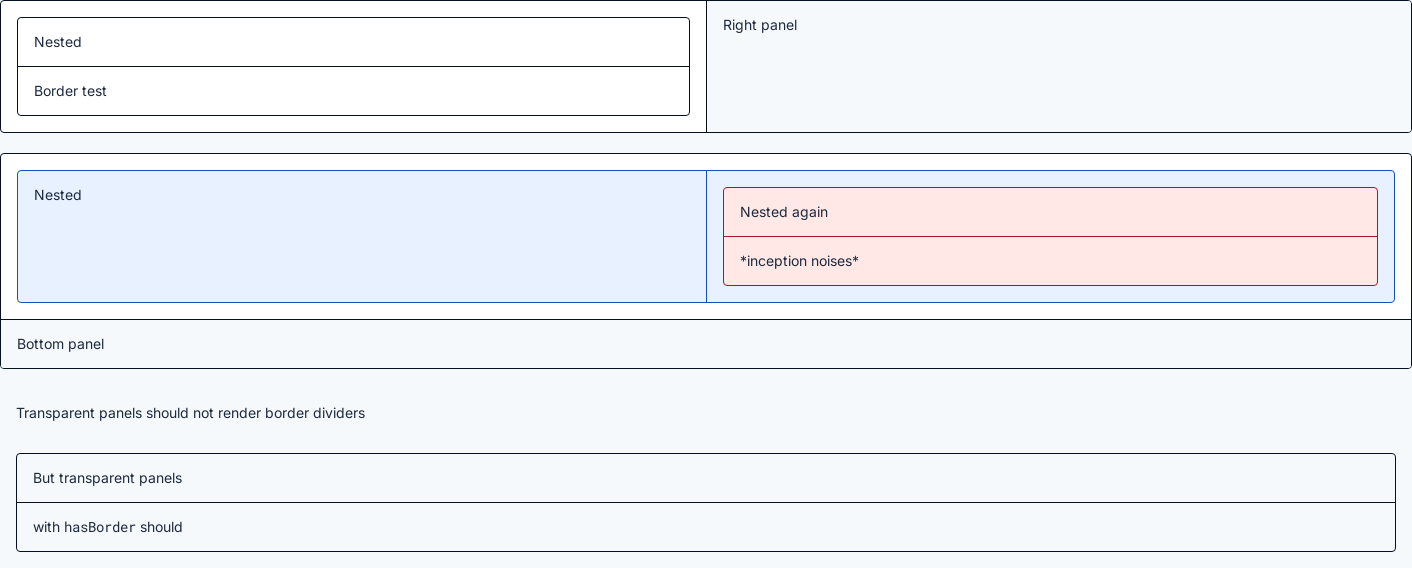 Nested
Border test
Right panel
Nested
Nested again
*inception noises*
Bottom panel
Transparent panels should not render border dividers
But transparent panels
with hasBorder should